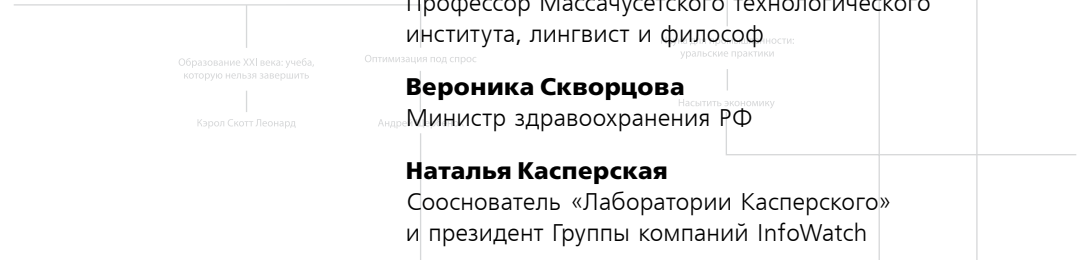 Профессор Массачусетского технологического
института, лингвист и философ
Образование XXI века: учеба,
которую нельзя завершить
Кэрол Скотт Леонард
Оптимизация под спрос
уральские практики
Насытить экономику
Вероника Скворцова
Министр здравоохранения РФ
Наталья Касперская
Сооснователь «Лаборатории Касперского»
и президент Группы компаний InfoWatch